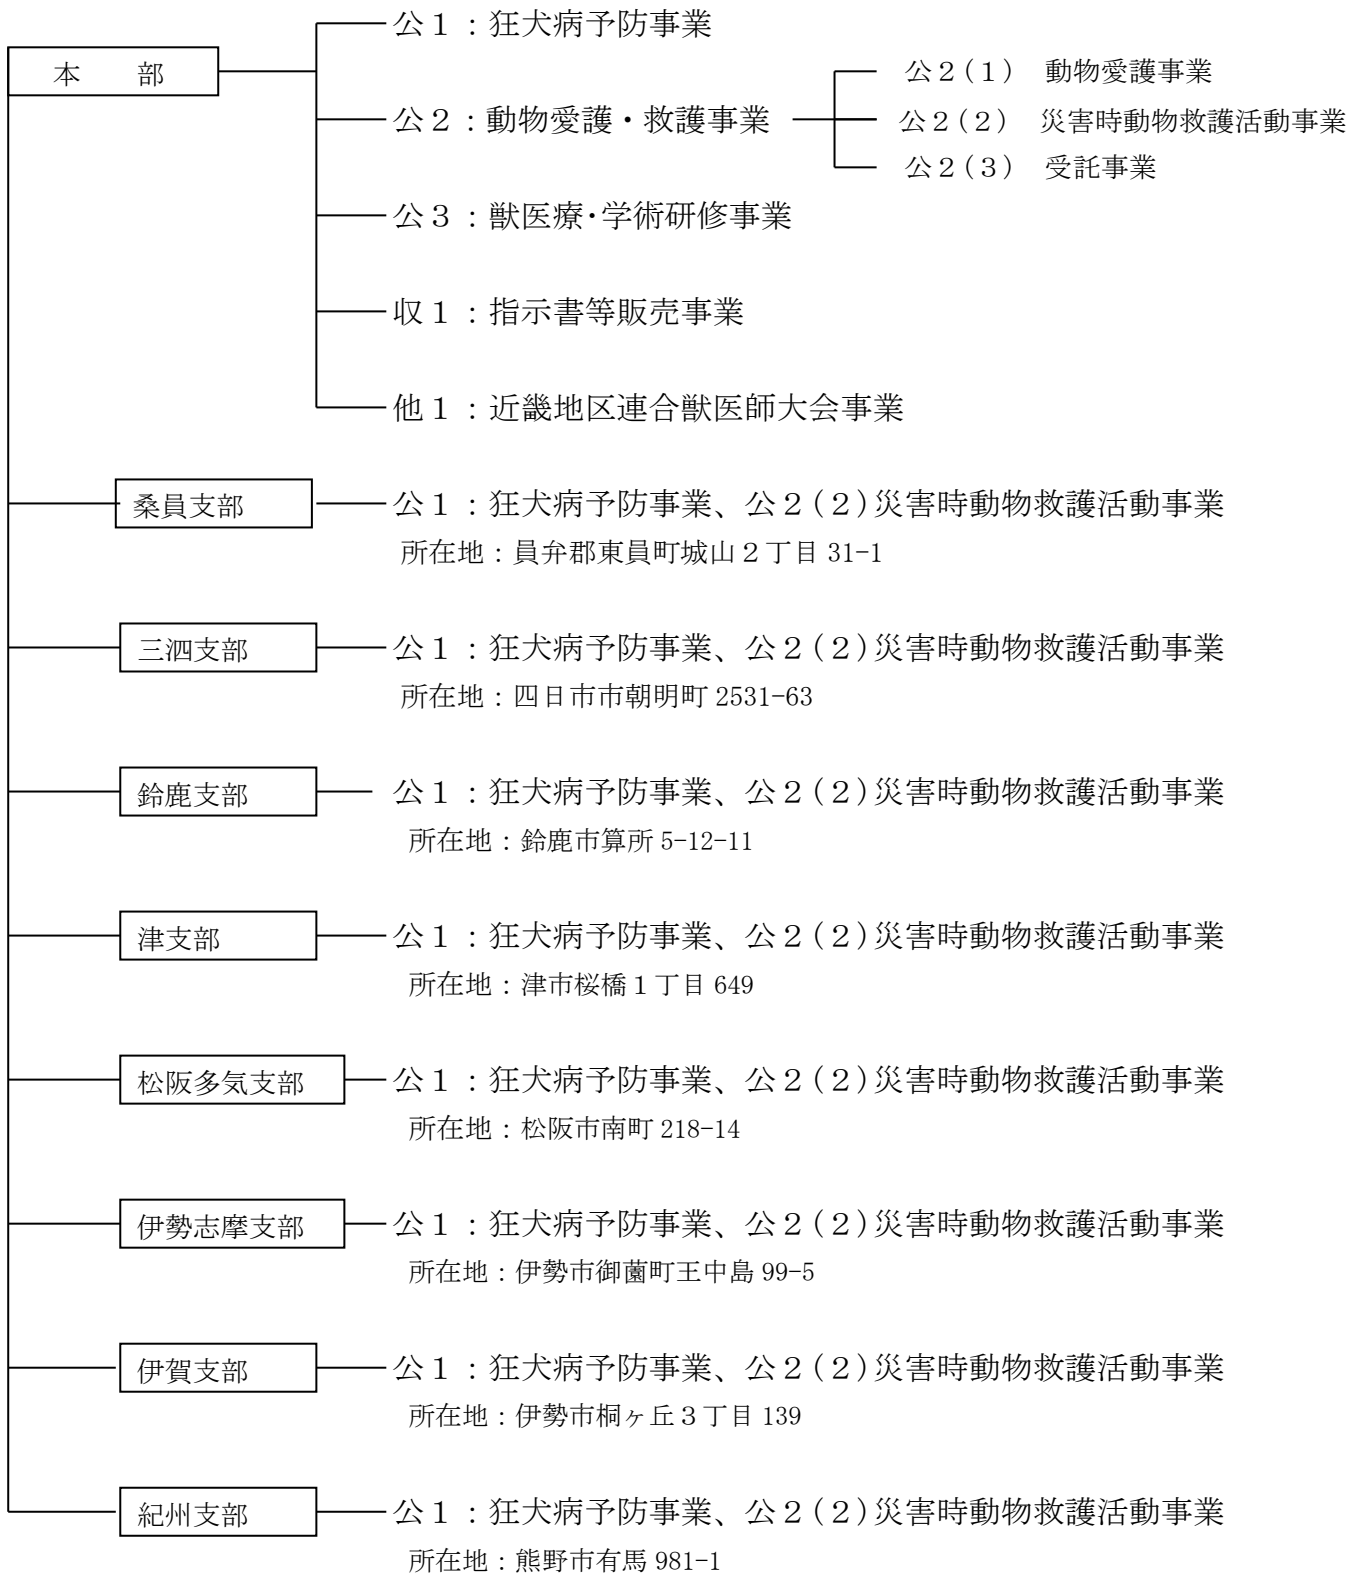 公１：狂犬病予防事業
本　　部
公２(１)　動物愛護事業
公２：動物愛護・救護事業
公２(２)　災害時動物救護活動事業
公２(３)　受託事業
公３：獣医療･学術研修事業
収１：指示書等販売事業
他１：近畿地区連合獣医師大会事業
桑員支部
公１：狂犬病予防事業、公２(２)災害時動物救護活動事業
所在地：員弁郡東員町城山２丁目 31-1
三泗支部
公１：狂犬病予防事業、公２(２)災害時動物救護活動事業
所在地：四日市市朝明町 2531-63
鈴鹿支部
公１：狂犬病予防事業、公２(２)災害時動物救護活動事業
所在地：鈴鹿市算所 5-12-11
津支部
公１：狂犬病予防事業、公２(２)災害時動物救護活動事業
所在地：津市桜橋１丁目 649
松阪多気支部
公１：狂犬病予防事業、公２(２)災害時動物救護活動事業
所在地：松阪市南町 218-14
伊勢志摩支部
公１：狂犬病予防事業、公２(２)災害時動物救護活動事業
所在地：伊勢市御薗町王中島 99-5
伊賀支部
公１：狂犬病予防事業、公２(２)災害時動物救護活動事業
所在地：伊勢市桐ヶ丘３丁目 139
紀州支部
公１：狂犬病予防事業、公２(２)災害時動物救護活動事業
所在地：熊野市有馬 981-1